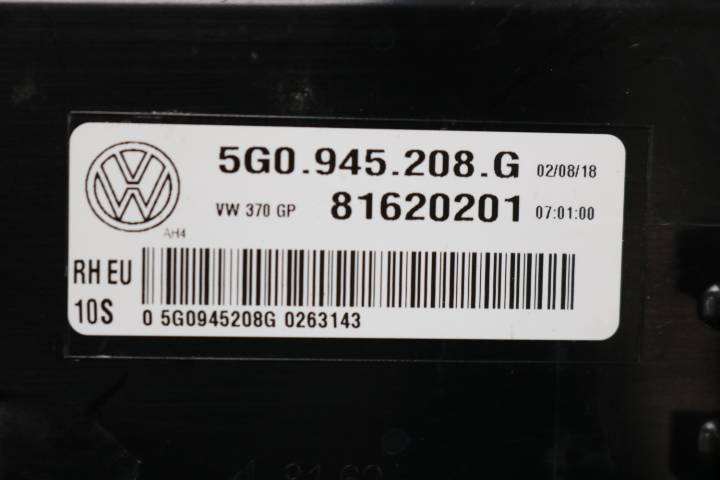 5G0.945.208.G 02/08/18
VW 370 GP 81620201 07:01:00
AH4
RH EU
10S
0 5G0945208G 0263143